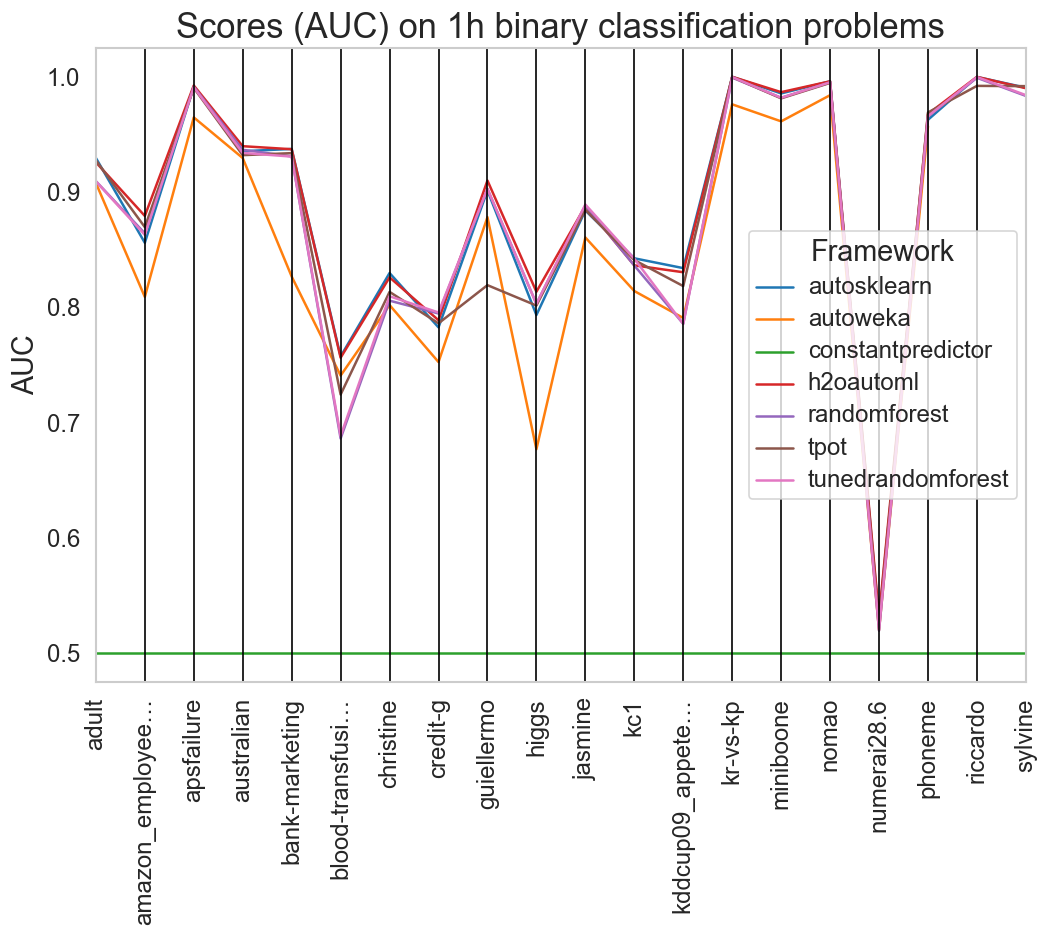 Scores (AUC) on 1h binary classification problems
AUC
1.0
0.9
0.8
0.7
0.6
0.5
Framework
autosklearn
autoweka
constantpredictor
h2oautoml
randomforest
tpot
tunedrandomforest
adult
amazon_employee…
apsfailure
australian
bank-marketing
blood-transfusi…
christine
credit-g
guiellermo
higgs
jasmine
kc1
kddcup09_appete…
kr-vs-kp
miniboone
nomao
numerai28.6
phoneme
riccardo
sylvine